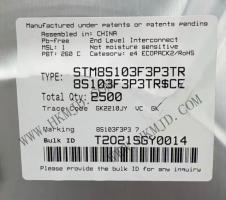 Manufactured under patents or patents pending
Assembled in: CHINA
Pb-free 2nd Level Interconnect
MSL: 1 Not moisture sensitive
PBT: 260 C Category: e4 ECOPACK2/RoHS
TYPE: STM8S103F3P3TR
8S103F3P3TR$CE
Total Qty: 2500
Trace Code GK2210JY VC GK
Marking 8S103F3P3 7
Bulk ID T2021S6Y0014
Please provide the bulk ID for any inquiry